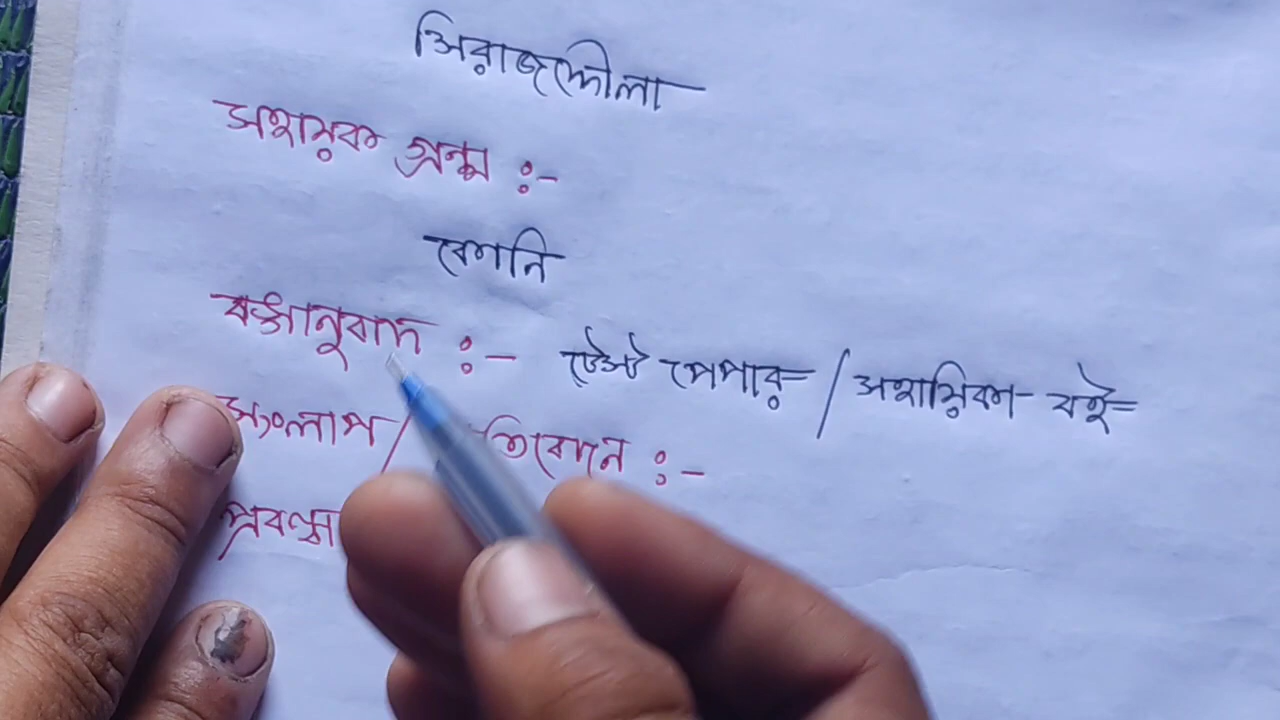 সিরাজদ্দৌলা
সহায়ক গ্রন্থ :-
কোনি
বঙ্গানুবাদ :- টেস্ট পেপার / সহায়িকা বই
সংলাপ / তিবেদন :-
প্রবন্ধ